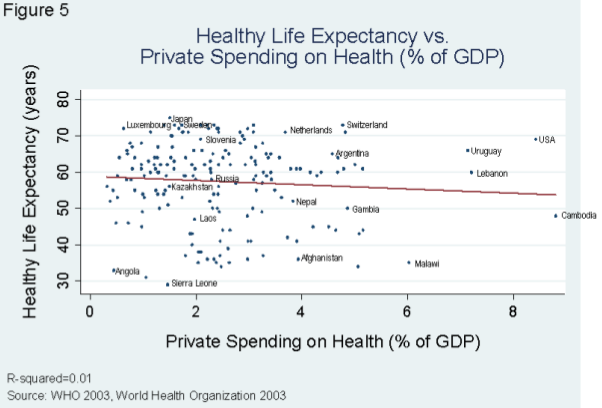 Figure 5
Healthy Life Expectancy vs.
Private Spending on Health (% of GDP)
Healthy Life Expectancy (years)
80
70
60
50
40
30
Japan
Luxembourg
Sweden
Switzerland
Netherlands
Slovenia
USA
Argentina
Uruguay
Russia
Lebanon
Kazakhstan
Nepal
Gambia
Laos
Cambodia
Afghanistan
Malawi
Angola
Sierra Leone
0 2 4 6 8
Private Spending on Health (% of GDP)
R-squared=0.01
Source: WHO 2003, World Health Organization 2003